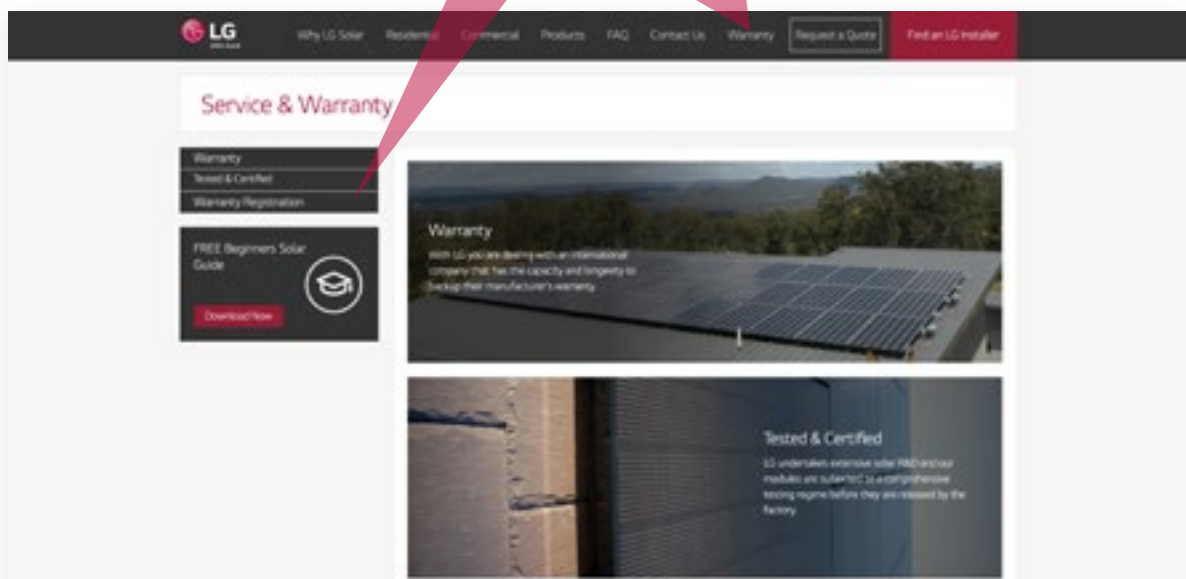 LG
Why LG Solar Residential Commercial Products FAQ Contact Us Warranty Request a Quote Find an LG Installer
Service & Warranty
Warranty
Tested & Certified
Warranty Registration
FREE Beginners Solar
Guide
Download Now
Warranty
With LG you are dealing with an international
company that has the capacity and longevity to
backup their manufacturer's warranty.
Tested & Certified
LG undertakes extensive solar R&D and our
modules are submitted to a comprehensive
testing regime before they are released by the
factory.